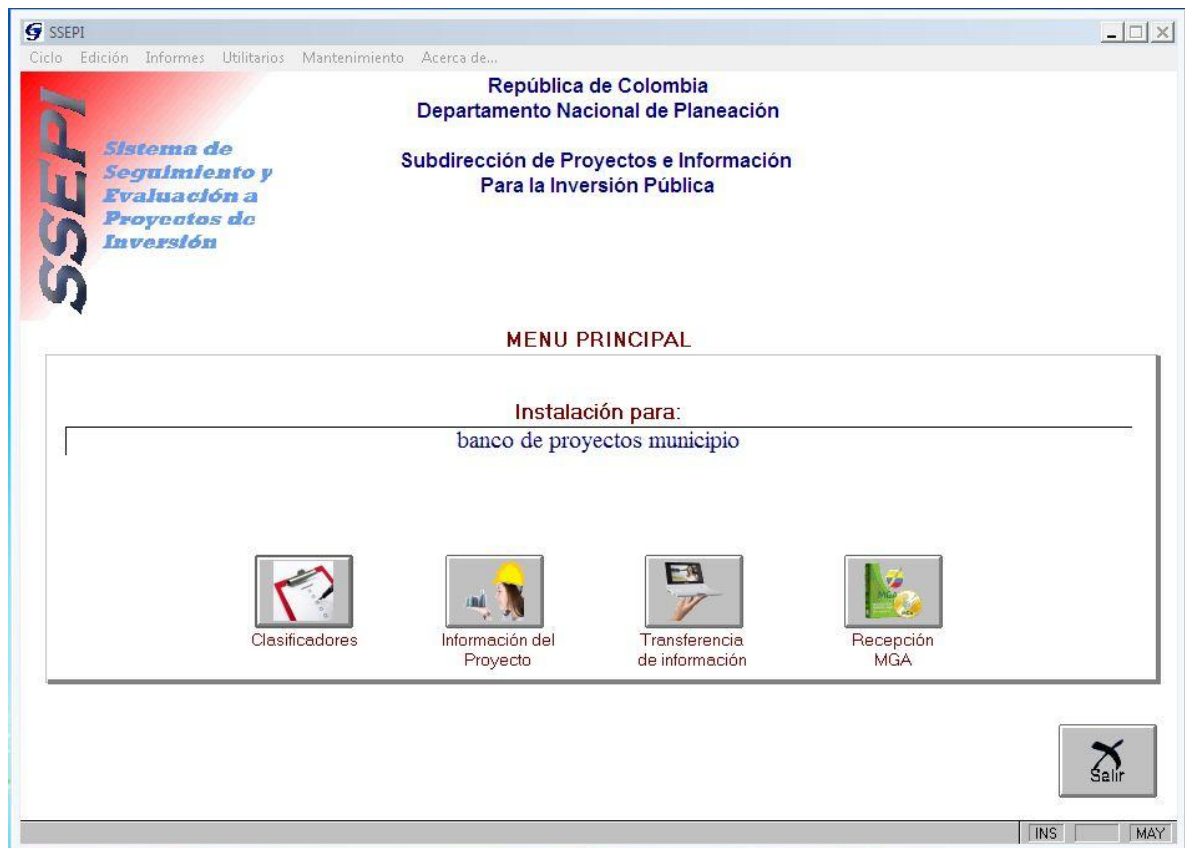 SSEPI
Ciclo Edición Informes Utilitarios Mantenimiento Acerca de...
SSEPI
Sistema de
Seguimiento y
Evaluación a
Proyectos de
Inversión
República de Colombia
Departamento Nacional de Planeación
Subdirección de Proyectos e Información
Para la Inversión Pública
MENU PRINCIPAL
Instalación para:
banco de proyectos municipio
MGA
Clasificadores
Información del
Proyecto
Transferencia
de información
Recepción
MGA
Salir
INS MAY